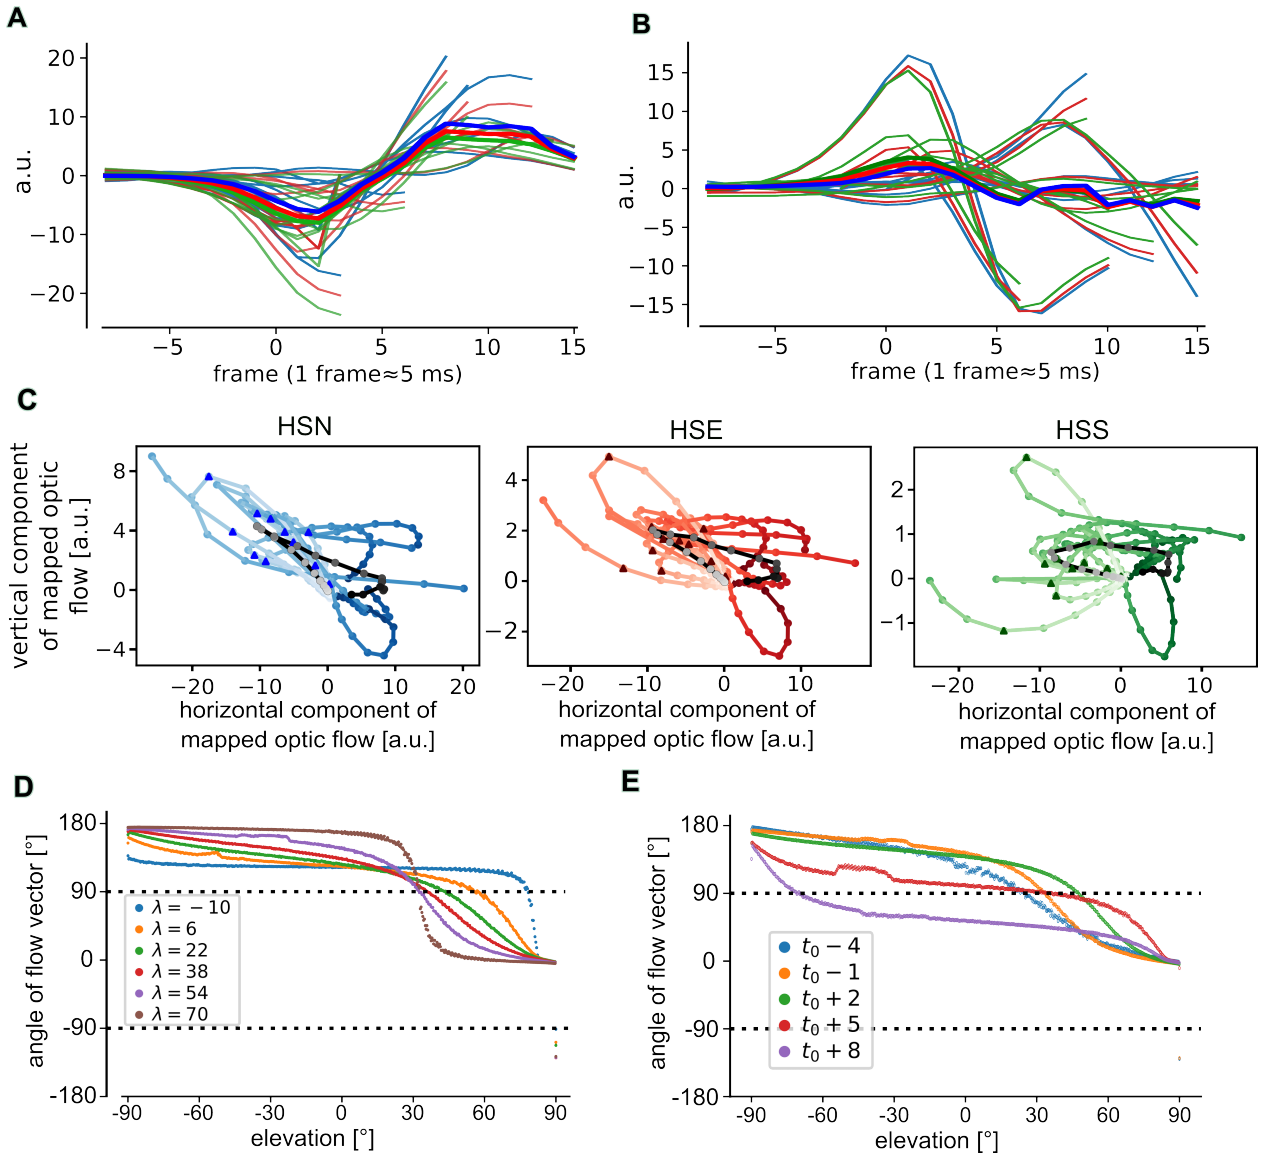 A
B
20
10
0
−10
−20
a.u.
−5
0
5
10
15
frame (1 frame≈5 ms)
15
10
5
0
−5
−10
−15
a.u.
−5
0
5
10
15
frame (1 frame≈5 ms)
C
HSN
HSE
HSS
vertical component
of mapped optic
flow [a.u.]
8
4
0
−4
−20
−10
0
10
20
horizontal component of
mapped optic flow [a.u.]
4
2
0
−2
−20
−10
0
10
horizontal component of
mapped optic flow [a.u.]
2
1
0
−1
−20
−10
0
10
horizontal component of
mapped optic flow [a.u.]
D
E
180
90
0
-90
-180
angle of flow vector [°]
λ = −10
λ = 6
λ = 22
λ = 38
λ = 54
λ = 70
-90
-60
-30
0
30
60
90
elevation [°]
180
90
0
-90
-180
angle of flow vector [°]
t0 − 4
t0 − 1
t0 + 2
t0 + 5
t0 + 8
-90
-60
-30
0
30
60
90
elevation [°]